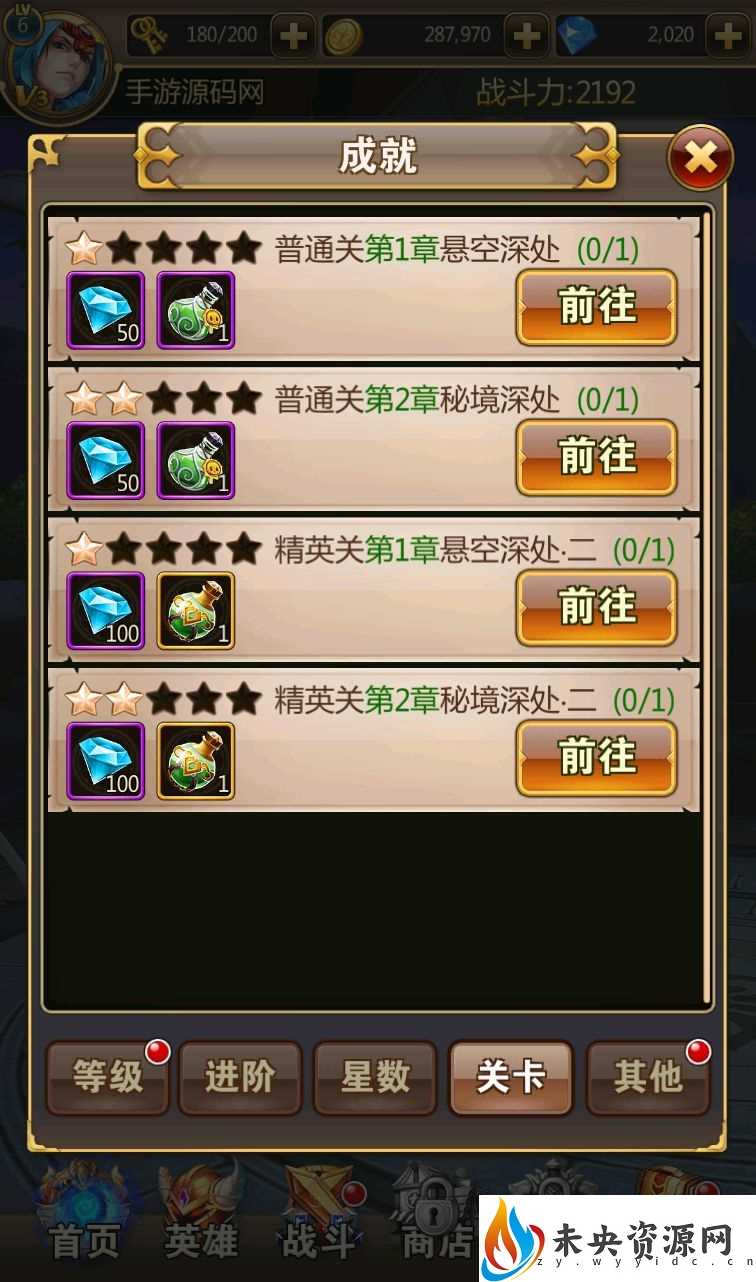 LV
6
180/200
287,970
2,020
V3
手游源码网
战斗力:2192
成就
普通关第1章悬空深处 (0/1)
50
1
前往
普通关第2章秘境深处 (0/1)
50
1
前往
精英关第1章悬空深处·二 (0/1)
100
1
前往
精英关第2章秘境深处·二 (0/1)
100
1
前往
等级
进阶
星数
关卡
其他
首页
英雄
战斗
商店
未央资源网
zy.wyyidc.cn